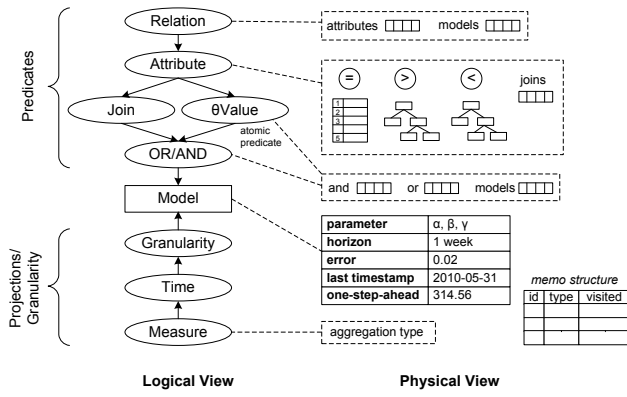 Relation
attributes models
Attribute
= > < joins
Join θValue
1
2
3
5
atomic
predicate
OR/AND
and or models
Model
Granularity
Time
Measure
Predicates
Projections/
Granularity
parameter α, β, γ
horizon 1 week
error 0.02
last timestamp 2010-05-31
one-step-ahead 314.56
memo structure
id type visited
aggregation type
Logical View Physical View